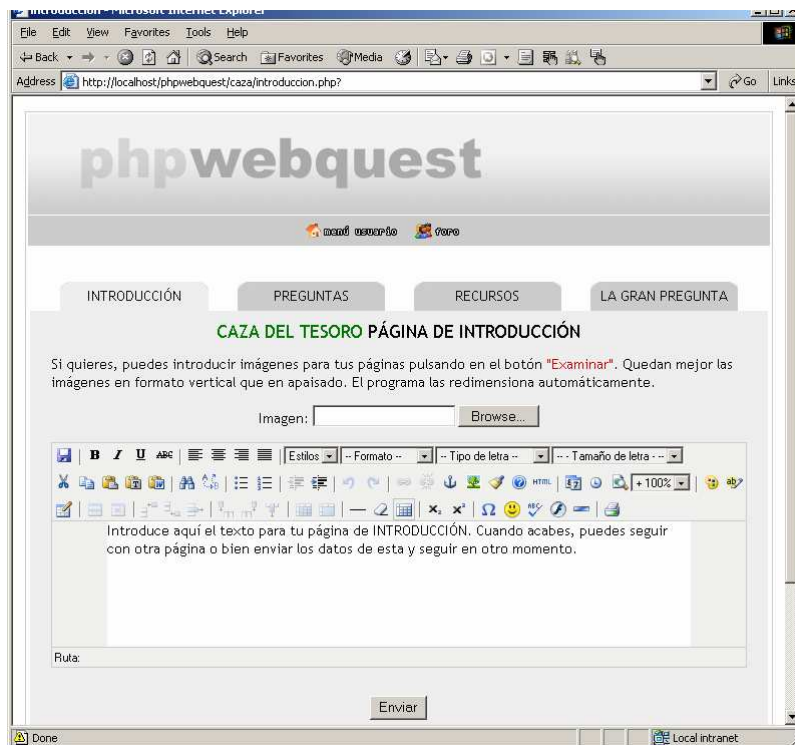 Introducción - Microsoft Internet Explorer
File Edit View Favorites Tools Help
Back Search Favorites Media
Address http://localhost/phpwebquest/caza/introduccion.php? Go Links
phpwebquest
menú usuario foro
INTRODUCCIÓN PREGUNTAS RECURSOS LA GRAN PREGUNTA
CAZA DEL TESORO PÁGINA DE INTRODUCCIÓN
Si quieres, puedes introducir imágenes para tus páginas pulsando en el botón "Examinar". Quedan mejor las
imágenes en formato vertical que en apaisado. El programa las redimensiona automáticamente.
Imagen: Browse...
B I U ABC Estilos -- Formato -- -- Tipo de letra -- -- Tamaño de letra - --
HTML + 100%
x, x² Ω ABC
Introduce aquí el texto para tu página de INTRODUCCIÓN. Cuando acabes, puedes seguir
con otra página o bien enviar los datos de esta y seguir en otro momento.
Ruta:
Enviar
Done Local intranet